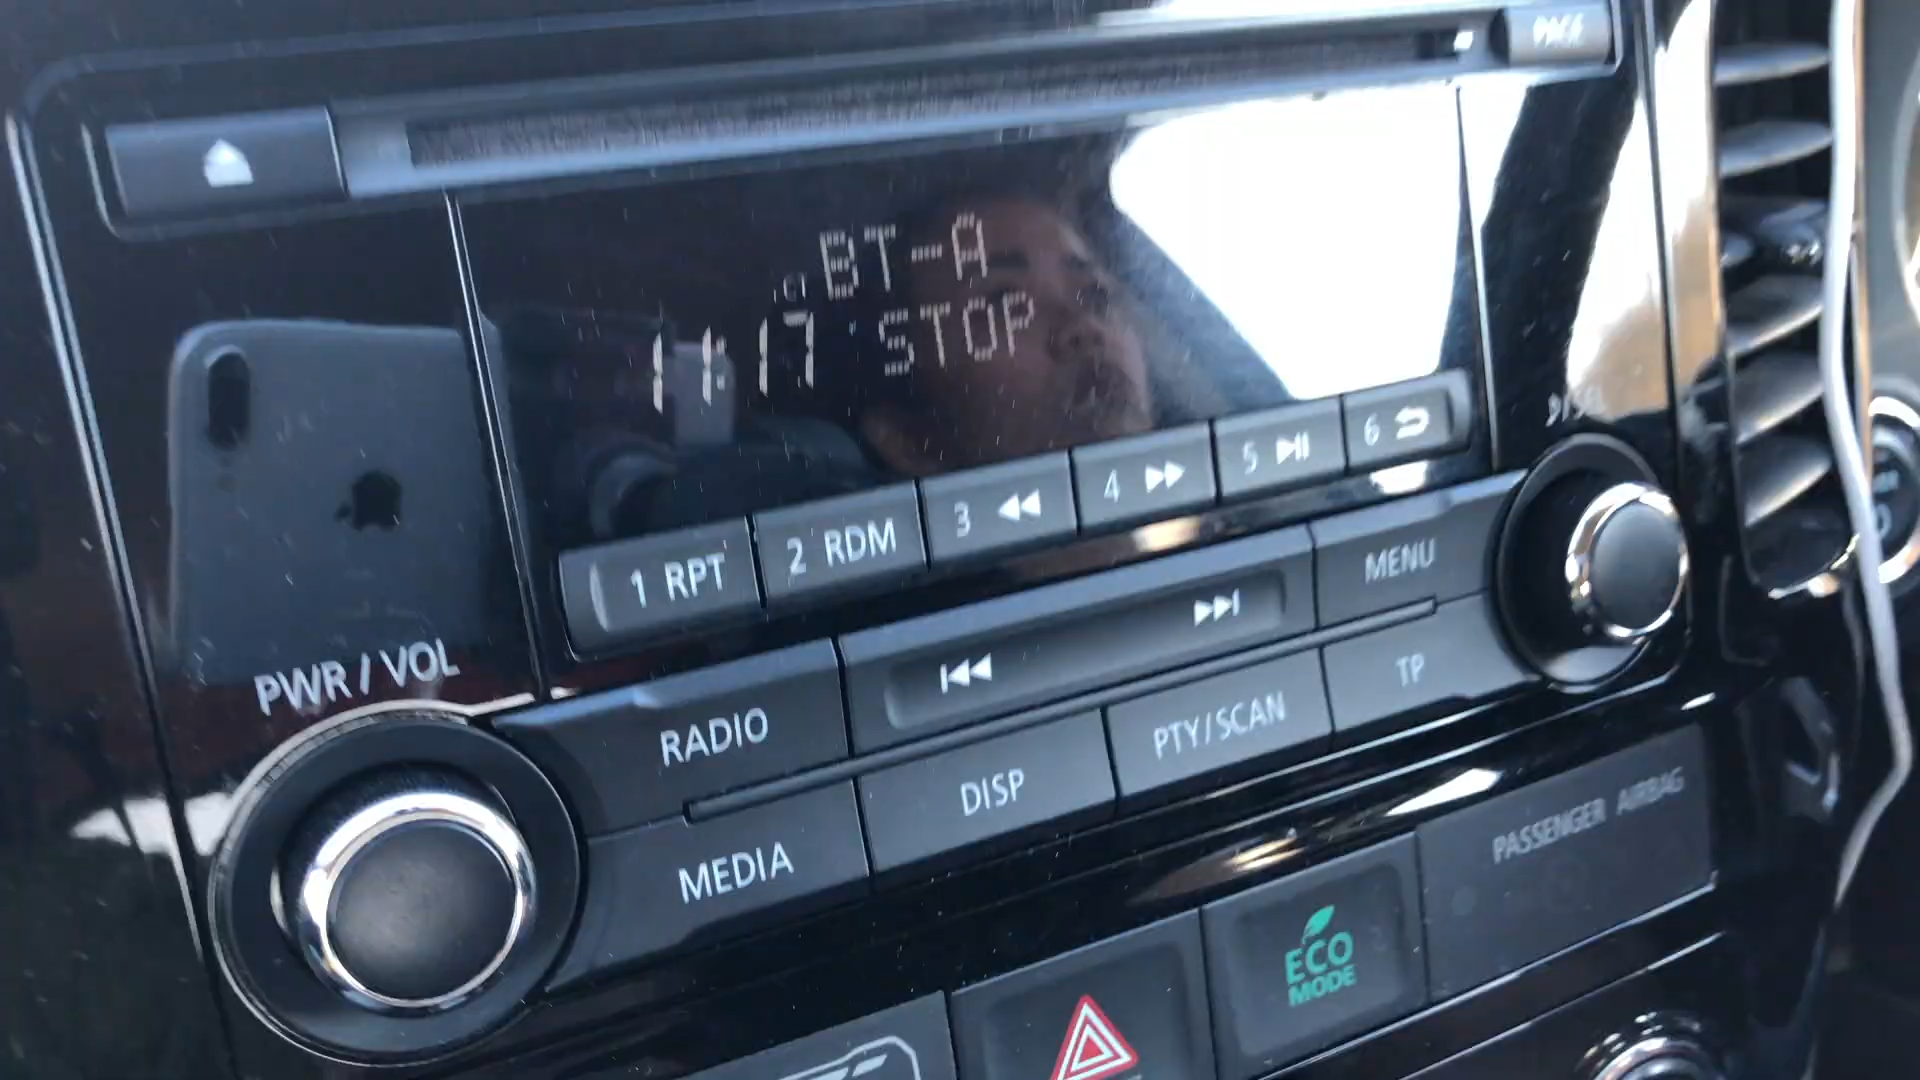 BT-A
11:17 STOP
1 RPT
2 RDM
3
4
5
6
MENU
PWR / VOL
RADIO
PTY/SCAN
TP
DISP
MEDIA
PASSENGER AIRBAG
ECO
MODE